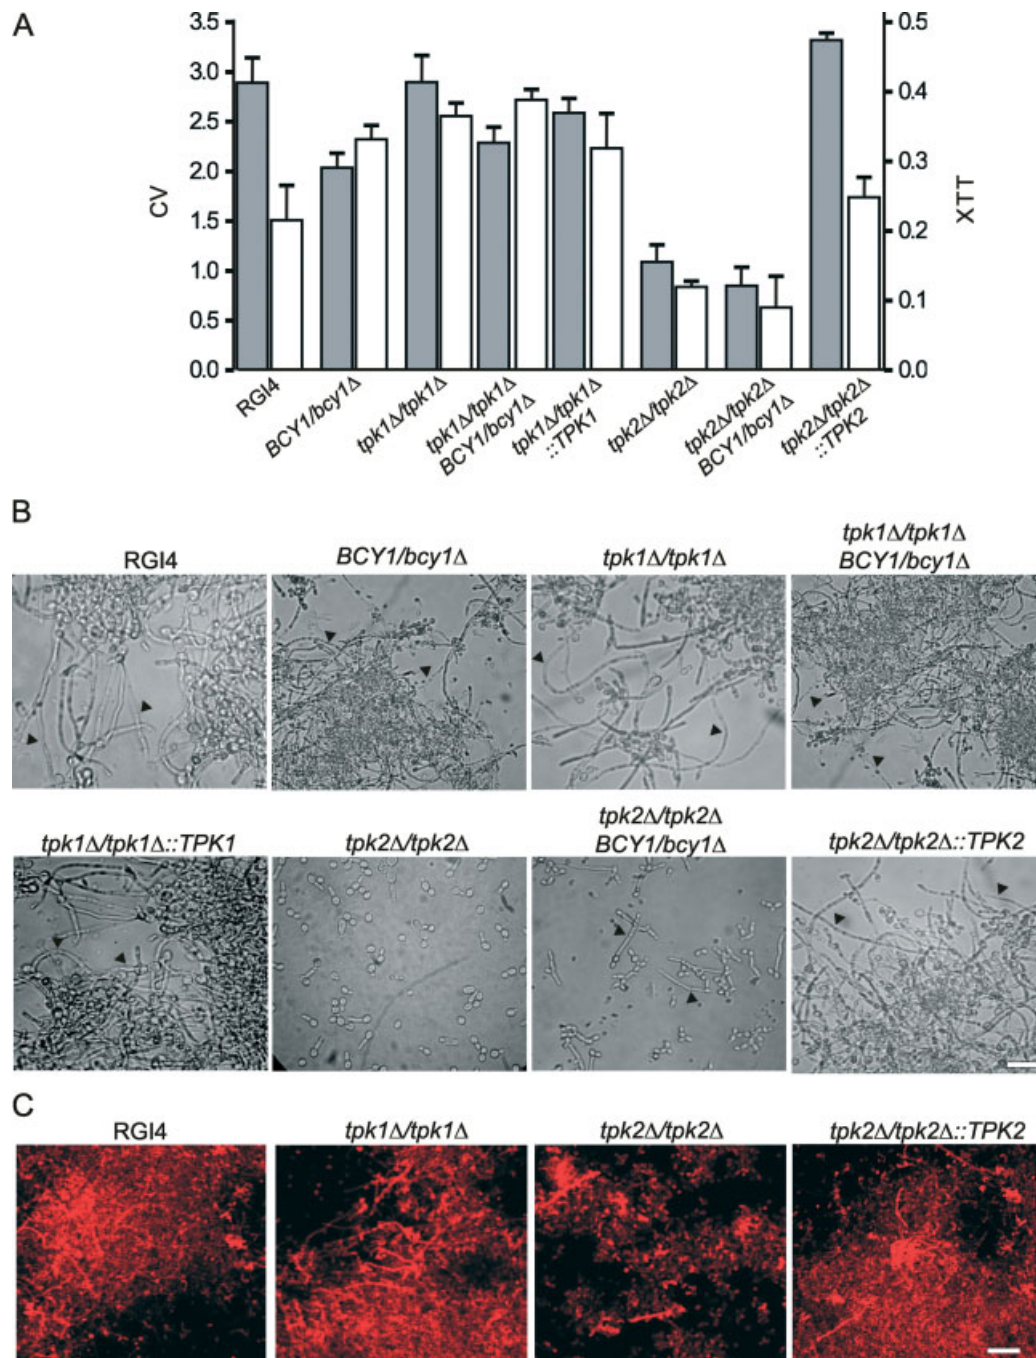 A
3.5
3.0
2.5
2.0
1.5
1.0
0.5
0.0
CV
0.5
0.4
0.3
0.2
0.1
0.0
XTT
RGI4
BCY1/bcy1Δ
tpk1Δ/tpk1Δ
tpk1Δ/tpk1Δ
BCY1/bcy1Δ
tpk1Δ/tpk1Δ
::TPK1
tpk2Δ/tpk2Δ
tpk2Δ/tpk2Δ
BCY1/bcy1Δ
tpk2Δ/tpk2Δ
::TPK2
B
RGI4
BCY1/bcy1Δ
tpk1Δ/tpk1Δ
tpk1Δ/tpk1Δ
BCY1/bcy1Δ
tpk1Δ/tpk1Δ::TPK1
tpk2Δ/tpk2Δ
tpk2Δ/tpk2Δ
BCY1/bcy1Δ
tpk2Δ/tpk2Δ::TPK2
C
RGI4
tpk1Δ/tpk1Δ
tpk2Δ/tpk2Δ
tpk2Δ/tpk2Δ::TPK2